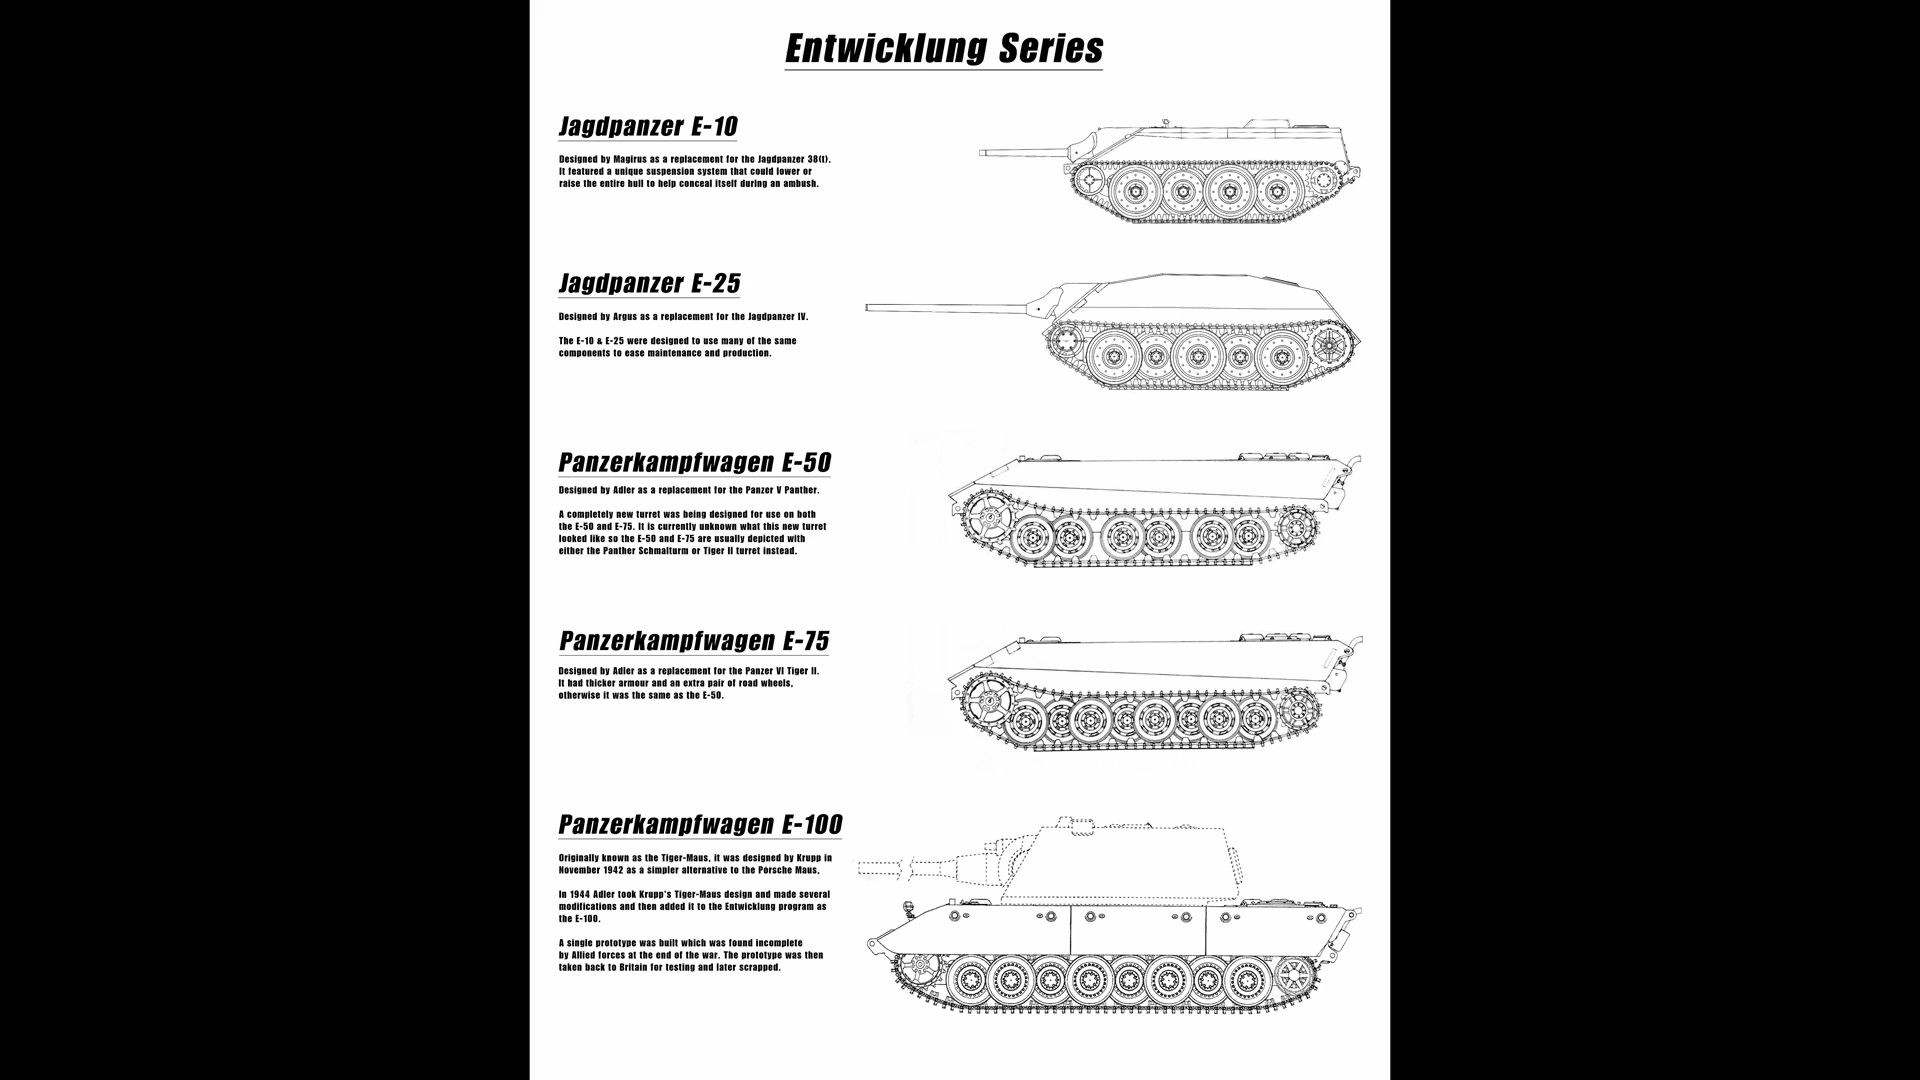 Entwicklung Series
Jagdpanzer E-10
Designed by Magirus as a replacement for the Jagdpanzer 38(t).
It featured a unique suspension system that could lower or
raise the entire hull to help conceal itself during an ambush.
Jagdpanzer E-25
Designed by Argus as a replacement for the Jagdpanzer IV.
The E-10 & E-25 were designed to use many of the same
components to ease maintenance and production.
Panzerkampfwagen E-50
Designed by Adler as a replacement for the Panzer V Panther.
A completely new turret was being designed for use on both
the E-50 and E-75. It is currently unknown what this new turret
looked like so the E-50 and E-75 are usually depicted with
either the Panther Schmalturm or Tiger II turret instead.
Panzerkampfwagen E-75
Designed by Adler as a replacement for the Panzer VI Tiger II.
It had thicker armour and an extra pair of road wheels,
otherwise it was the same as the E-50.
Panzerkampfwagen E-100
Originally known as the Tiger-Maus, it was designed by Krupp in
November 1942 as a simpler alternative to the Porsche Maus,
In 1944 Adler took Krupp's Tiger-Maus design and made several
modifications and then added it to the Entwicklung program as
the E-100.
A single prototype was built which was found incomplete
by Allied forces at the end of the war. The prototype was then
taken back to Britain for testing and later scrapped.